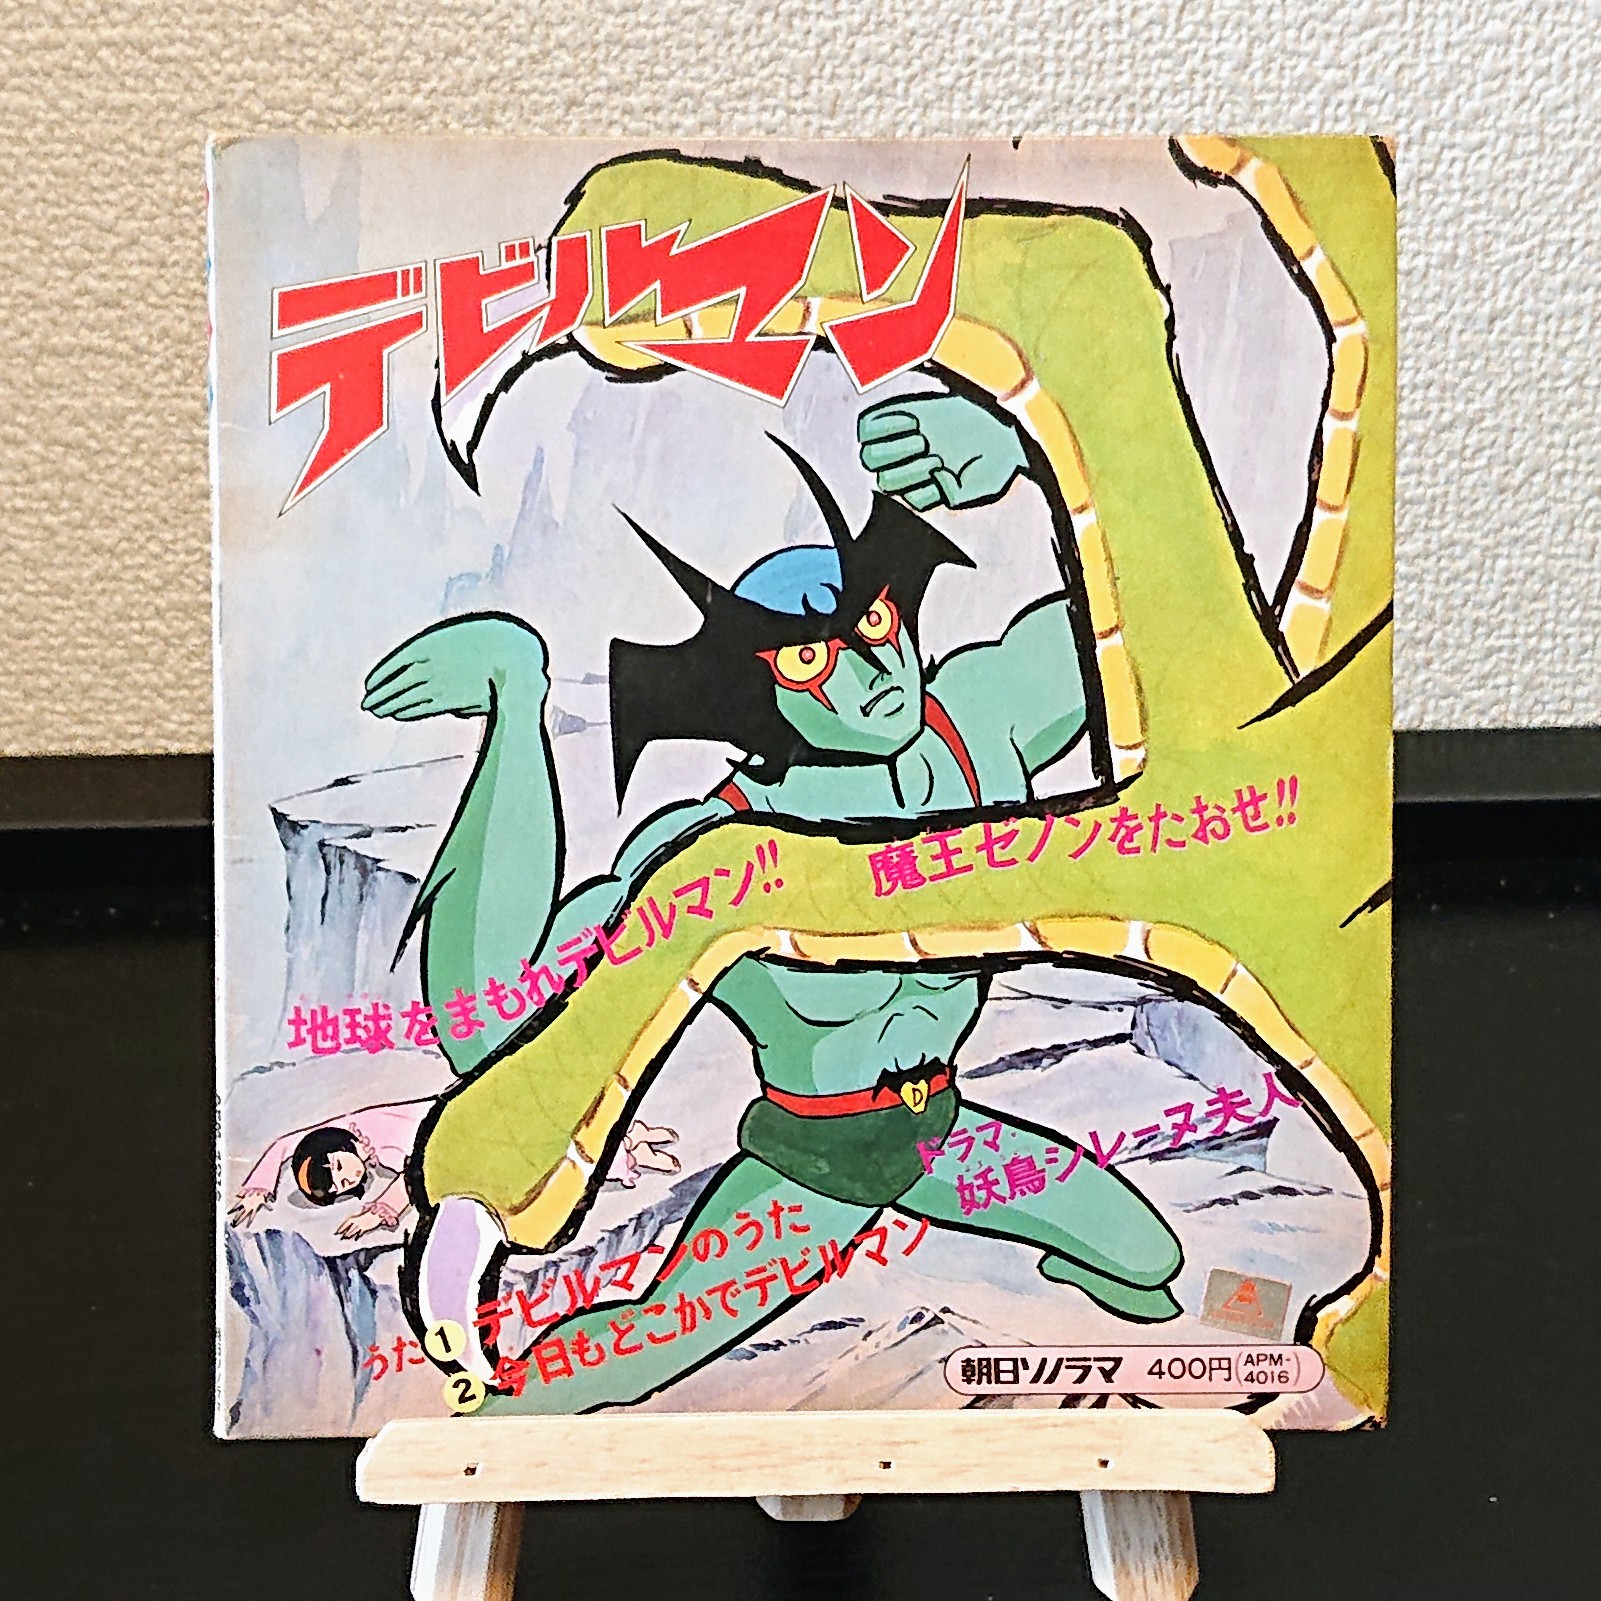 デビルマン
地球をまもれデビルマン!!
魔王ゼノンをたおせ!!
ドラマ・
妖鳥シレーヌ夫人
うた
1 デビルマンのうた
2 今日もどこかでデビルマン
D
朝日ソノラマ 400円(APM-4016)